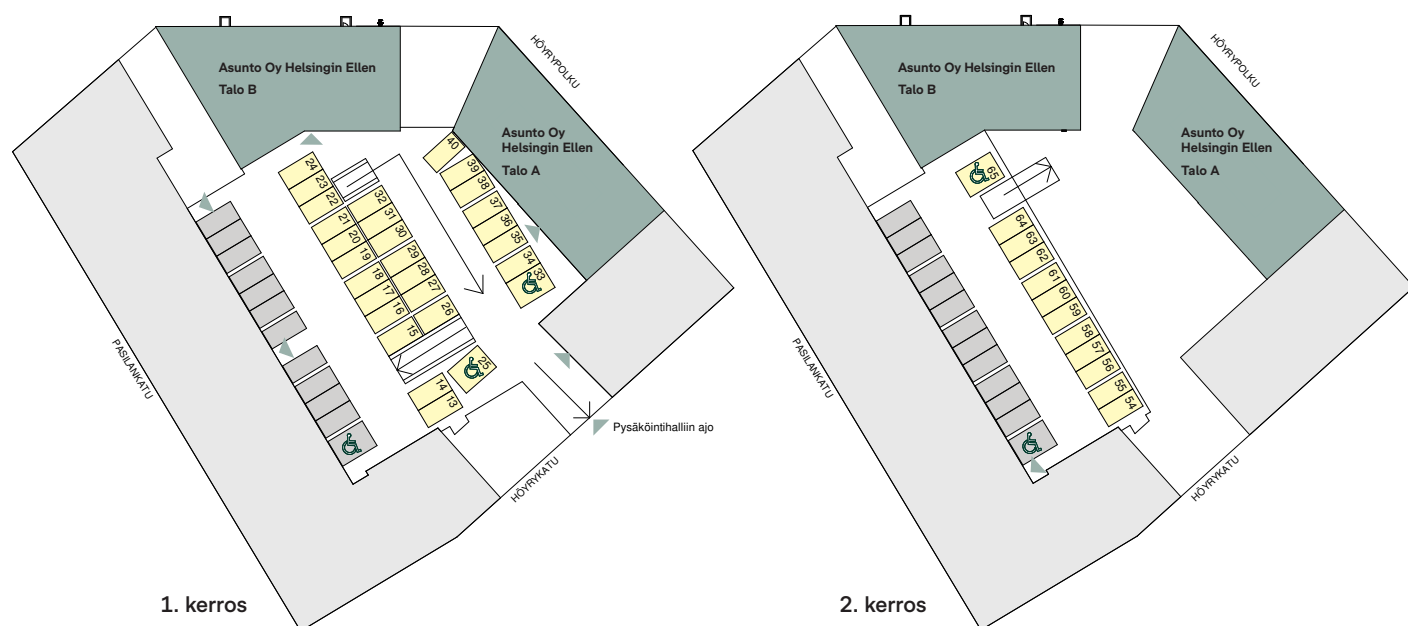 HÖYRYPOLKU
Asunto Oy Helsingin Ellen
Talo B
Asunto Oy
Helsingin Ellen
Talo A
40
39
38
37
36
35
34
33
24
23
22
21
20
19
18
17
16
15
32
31
30
29
28
27
26
25
14
13
PASILANKATU
Pysäköintihalliin ajo
HÖYRYKATU
1. kerros
HÖYRYPOLKU
Asunto Oy Helsingin Ellen
Talo B
Asunto Oy
Helsingin Ellen
Talo A
65
64
63
62
61
60
59
58
57
56
55
54
PASILANKATU
HÖYRYKATU
2. kerros